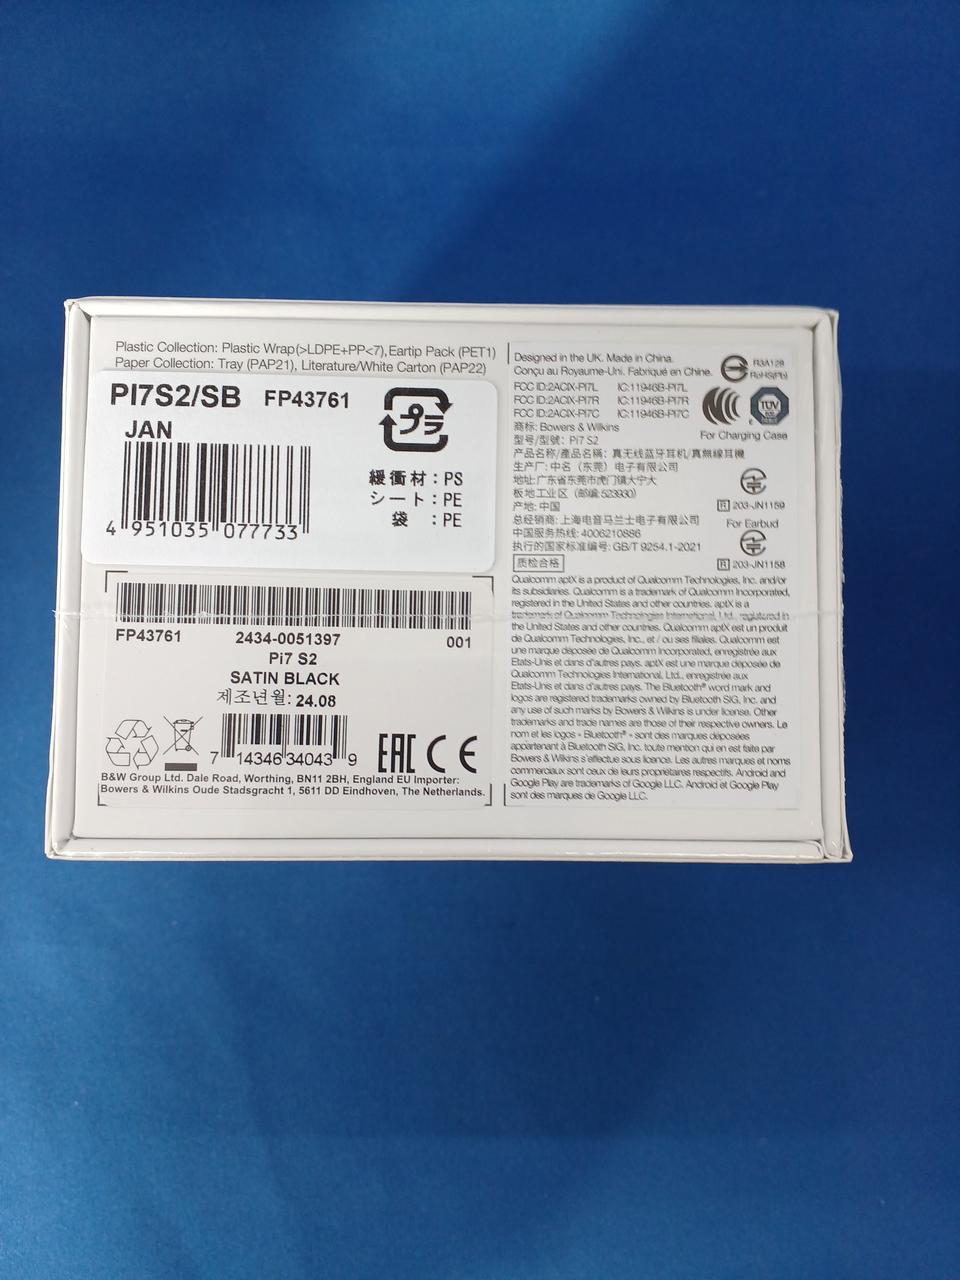 Plastic Collection: Plastic Wrap(>LDPE+PP<7), Eartip Pack (PET1)
Paper Collection: Tray (PAP21), Literature/White Carton (PAP22)
PI7S2/SB FP43761
JAN
プラ
4 951035 077733
緩衝材:PS
シート:PE
袋 :PE
FP43761 2434-0051397 001
Pi7 S2
SATIN BLACK
제조년월: 24.08
7 14346 34043 9
EAC CE
B&W Group Ltd. Dale Road, Worthing, BN11 2BH, England EU Importer:
Bowers & Wilkins Oude Stadsgracht 1, 5611 DD Eindhoven, The Netherlands.
Designed in the UK. Made in China.
Conçu au Royaume-Uni. Fabriqué en Chine.
R3A128
RoHS(Pb)
FCC ID:2ACIX-PI7L IC:11946B-PI7L
FCC ID:2ACIX-PI7R IC:11946B-PI7R
FCC ID:2ACIX-PI7C IC:11946B-PI7C
TÜV
For Charging Case
商标: Bowers & Wilkins
型号/型號: Pi7 S2
产品名称/產品名稱: 真无线蓝牙耳机/真無線耳機
生产厂: 中名(东莞)电子有限公司
地址: 广东省东莞市虎门镇大宁大
板地工业区(邮编:523930)
产地: 中国
R 203-JN1159
总经销商: 上海电音马兰士电子有限公司
中国服务热线: 4006210886
执行的国家标准编号: GB/T 9254.1-2021
For Earbud
R 203-JN1158
质检合格
Qualcomm aptX is a product of Qualcomm Technologies, Inc. and/or
its subsidiaries. Qualcomm is a trademark of Qualcomm Incorporated,
registered in the United States and other countries. aptX is a
trademark of Qualcomm Technologies International, Ltd., registered in
the United States and other countries. Qualcomm aptX est un produit
de Qualcomm Technologies, Inc., et / ou ses filiales. Qualcomm est
une marque déposée de Qualcomm Incorporated, enregistrée aux
Etats-Unis et dans d'autres pays. aptX est une marque déposée de
Qualcomm Technologies International, Ltd., enregistrée aux
Etats-Unis et dans d'autres pays. The Bluetooth® word mark and
logos are registered trademarks owned by Bluetooth SIG, Inc. and
any use of such marks by Bowers & Wilkins is under license. Other
trademarks and trade names are those of their respective owners. Le
nom et les logos « Bluetooth® » sont des marques déposées
appartenant à Bluetooth SIG, Inc. toute mention qui en est faite par
Bowers & Wilkins s'effectue sous licence. Les autres marques et noms
commerciaux sont ceux de leurs propriétaires respectifs. Android and
Google Play are trademarks of Google LLC. Android et Google Play
sont des marques de Google LLC.